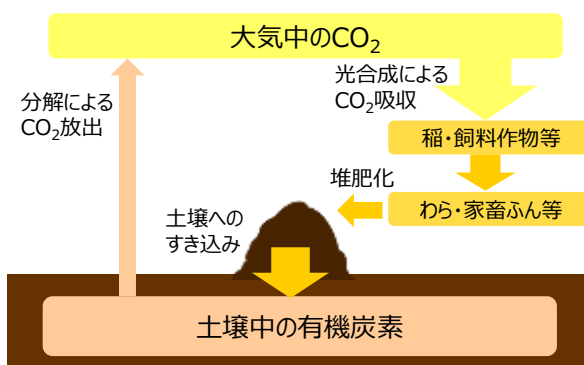 大気中のCO₂
光合成による
CO₂吸収
分解による
CO₂放出
稲・飼料作物等
堆肥化
わら・家畜ふん等
土壌への
すき込み
土壌中の有機炭素